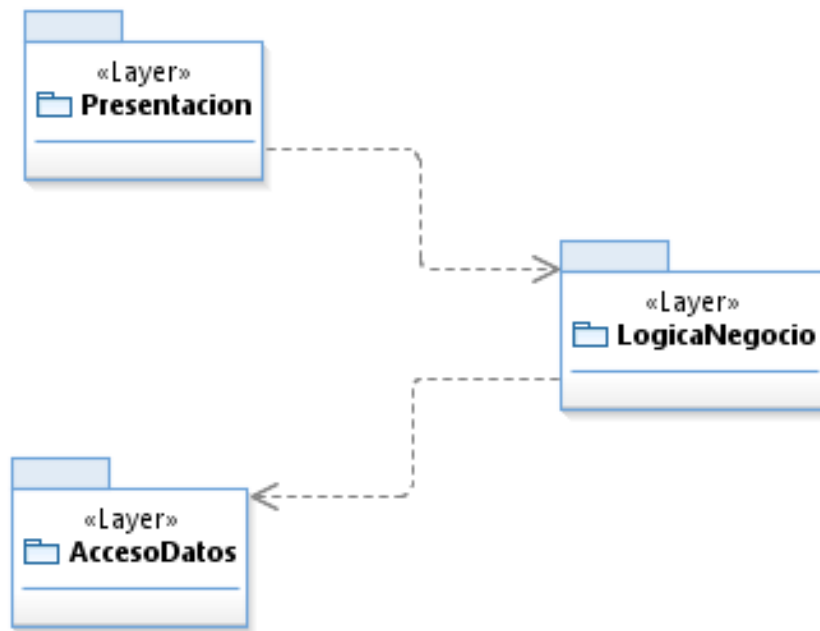 «Layer»
Presentacion
«Layer»
LogicaNegocio
«Layer»
AccesoDatos